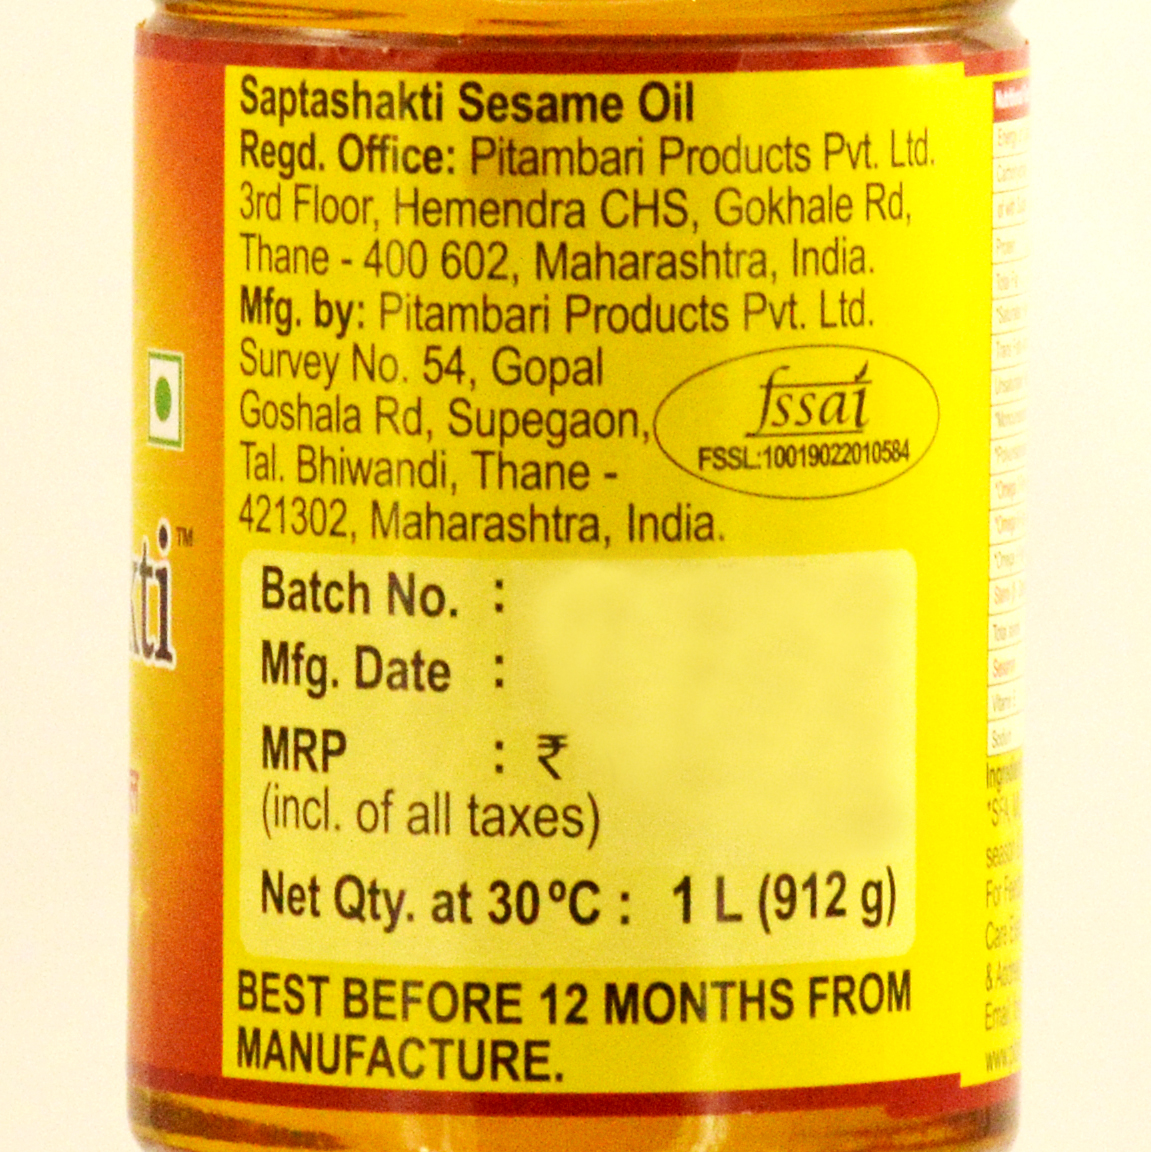 Saptashakti Sesame Oil
Regd. Office: Pitambari Products Pvt. Ltd.
3rd Floor, Hemendra CHS, Gokhale Rd,
Thane - 400 602, Maharashtra, India.
Mfg. by: Pitambari Products Pvt. Ltd.
Survey No. 54, Gopal
Goshala Rd, Supegaon,
Tal. Bhiwandi, Thane -
421302, Maharashtra, India.
fssai
FSSL:10019022010584
Batch No. :
Mfg. Date :
MRP : ₹
(incl. of all taxes)
Net Qty. at 30°C : 1 L (912 g)
BEST BEFORE 12 MONTHS FROM
MANUFACTURE.
kti™